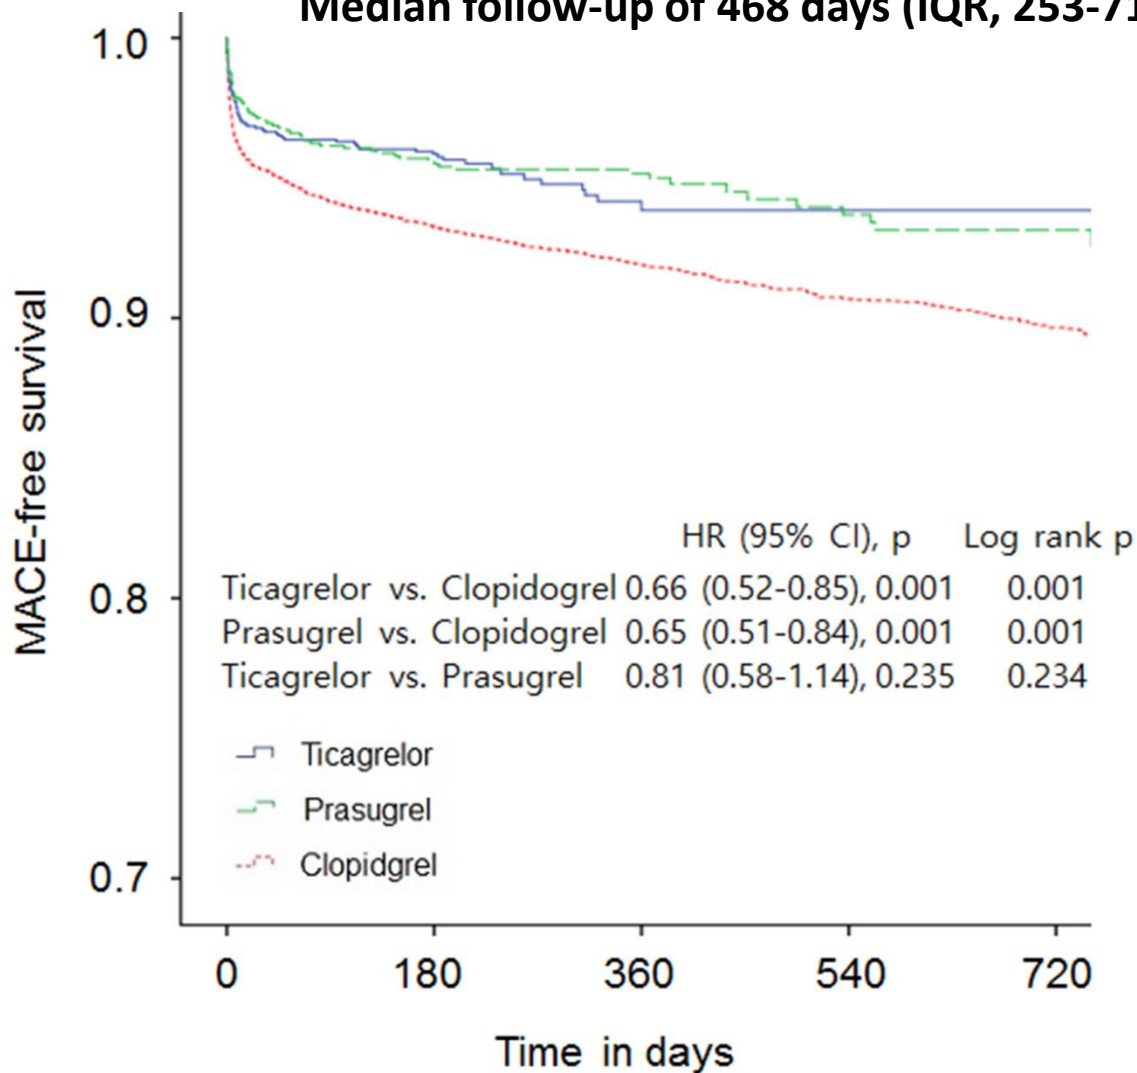 Median follow-up of 468 days (IQR, 253-71
1.0
0.9
0.8
0.7
MACE-free survival
HR (95% CI), p Log rank p
Ticagrelor vs. Clopidogrel 0.66 (0.52-0.85), 0.001 0.001
Prasugrel vs. Clopidogrel 0.65 (0.51-0.84), 0.001 0.001
Ticagrelor vs. Prasugrel 0.81 (0.58-1.14), 0.235 0.234
Ticagrelor
Prasugrel
Clopidgrel
0 180 360 540 720
Time in days